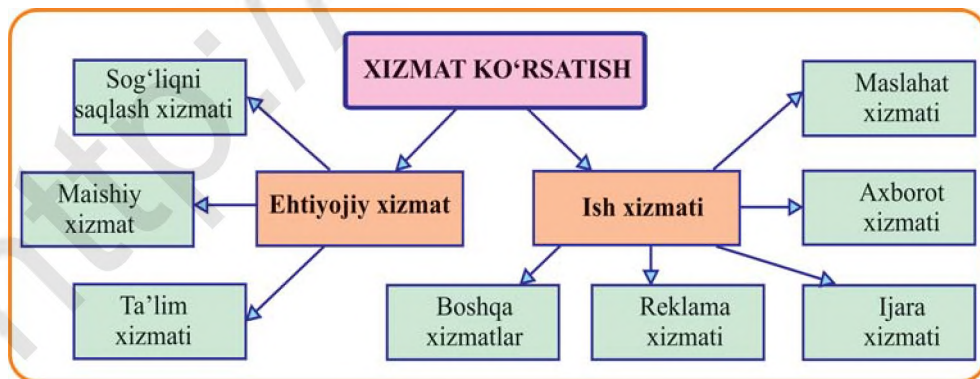 XIZMAT KO‘RSATISH
Sog‘liqni
saqlash xizmati
Maishiy
xizmat
Ta’lim
xizmati
Ehtiyojiy xizmat
Ish xizmati
Maslahat
xizmati
Axborot
xizmati
Boshqa
xizmatlar
Reklama
xizmati
Ijara
xizmati
http:/